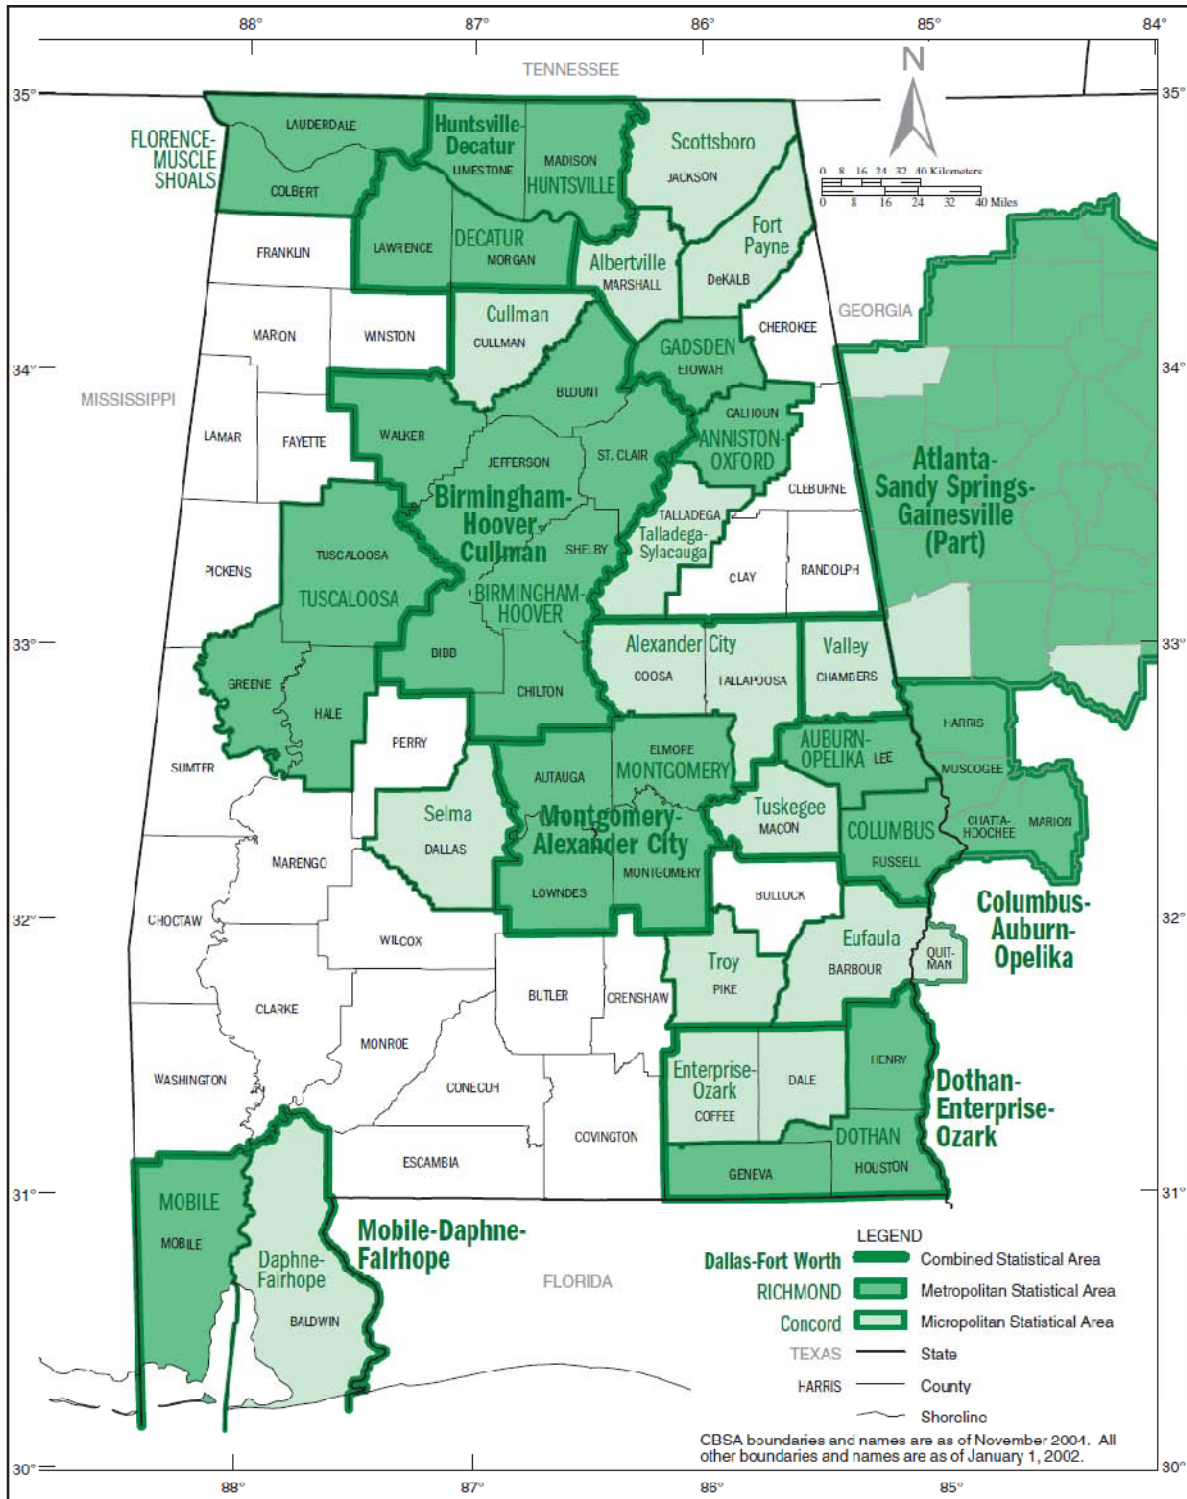 88°
87°
86°
85°
84°
TENNESSEE
N
35°
35°
FLORENCE-
MUSCLE
SHOALS
LAUDERDALE
COLBERT
Huntsville-
Decatur
LIMESTONE
MADISON
HUNTSVILLE
Scottsboro
JACKSON
0 8 16 24 32 40 Kilometers
0 8 16 24 32 40 Miles
FRANKLIN
LAWRENCE
DECATUR
MORGAN
Albertville
MARSHALL
Fort
Payne
DeKALB
GEORGIA
MARON
WINSTON
Cullman
CULLMAN
GADSDEN
ETOWAH
CHEROKEE
34°
34°
MISSISSIPPI
LAMAR
FAYETTE
WALKER
BLOUNT
JEFFERSON
ST. CLAIR
CALHOUN
ANNISTON-
OXFORD
CLEBURNE
Atlanta-
Sandy Springs-
Gainesville
(Part)
Birmingham-
Hoover-
Cullman
PICKENS
TUSCALOOSA
TUSCALOOSA
SHELBY
BIRMINGHAM-
HOOVER
TALLADEGA
Talladega-
Sylacauga
CLAY
RANDOLPH
33°
33°
GREENE
HALE
BIBB
CHILTON
Alexander City
COOSA
TALLAPOOSA
Valley
CHAMBERS
HARRIS
SUMTER
PERRY
AUTAUGA
ELMORE
MONTGOMERY
AUBURN-
OPELIKA
LEE
MUSCOGEE
Selma
DALLAS
Montgomery-
Alexander City
Tuskegee
MACON
COLUMBUS
RUSSELL
CHATTA-
HOOCHEE
MARION
MARENGO
LOWNDES
MONTGOMERY
BULLOCK
32°
32°
CHOCTAW
WILCOX
Troy
PIKE
Eufaula
BARBOUR
QUIT-
MAN
Columbus-
Auburn-
Opelika
CLARKE
BUTLER
CRENSHAW
WASHINGTON
MONROE
CONECUH
Enterprise-
Ozark
COFFEE
DALE
HENRY
Dothan-
Enterprise-
Ozark
COVINGTON
ESCAMBIA
GENEVA
DOTHAN
HOUSTON
31°
31°
MOBILE
MOBILE
Daphne-
Fairhope
BALDWIN
Mobile-Daphne-
Fairhope
FLORIDA
LEGEND
Dallas-Fort Worth Combined Statistical Area
RICHMOND Metropolitan Statistical Area
Concord Micropolitan Statistical Area
TEXAS State
HARRIS County
Shoreline
CBSA boundaries and names are as of November 2004. All
other boundaries and names are as of January 1, 2002.
30°
30°
88°
87°
86°
85°